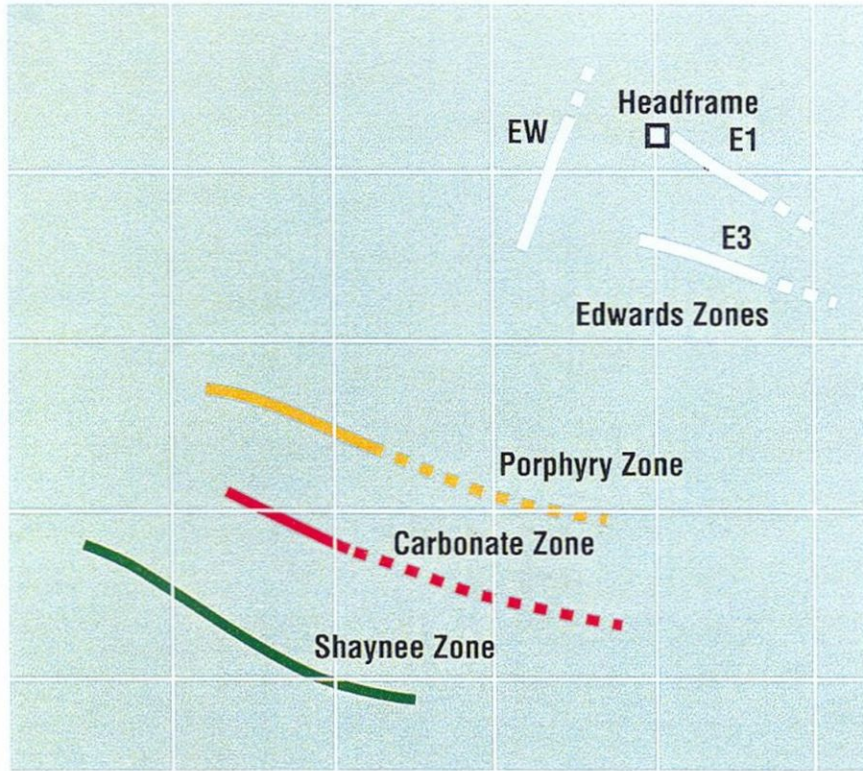 Headframe
EW
E1
E3
Edwards Zones
Porphyry Zone
Carbonate Zone
Shaynee Zone